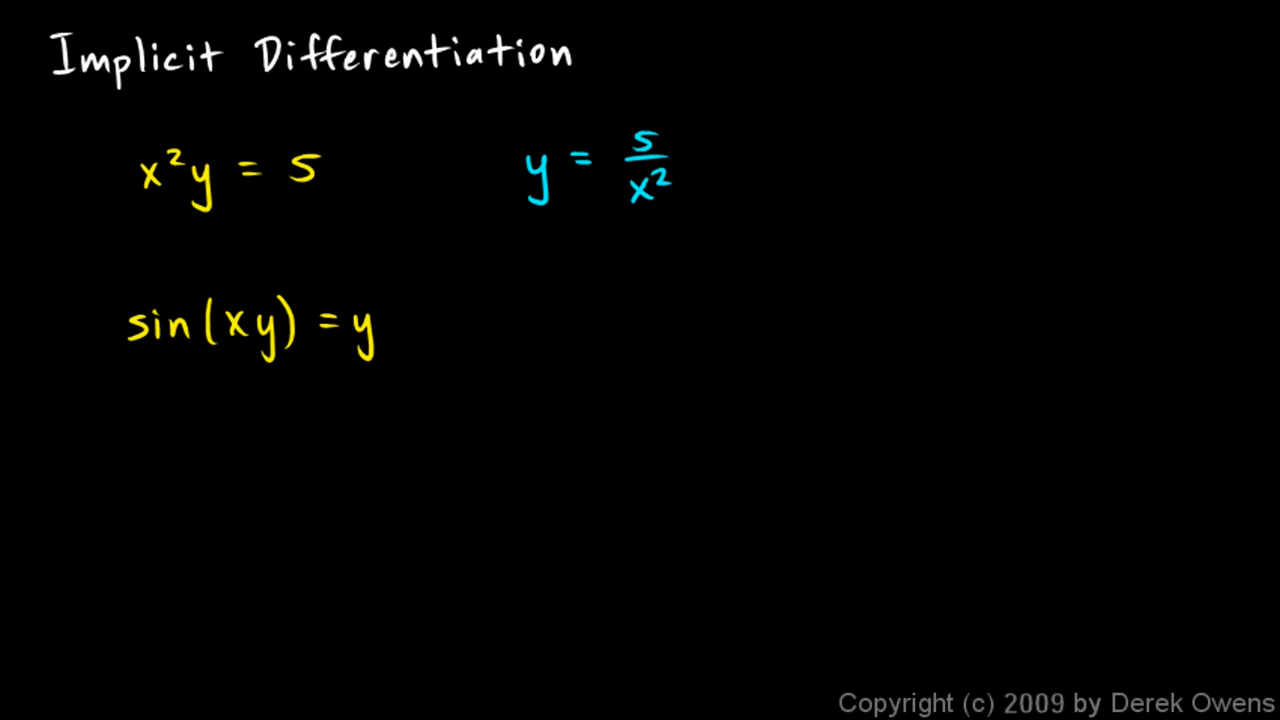 Implicit Differentiation
x²y = 5 y = 5/x²
sin(xy) = y
Copyright (c) 2009 by Derek Owens